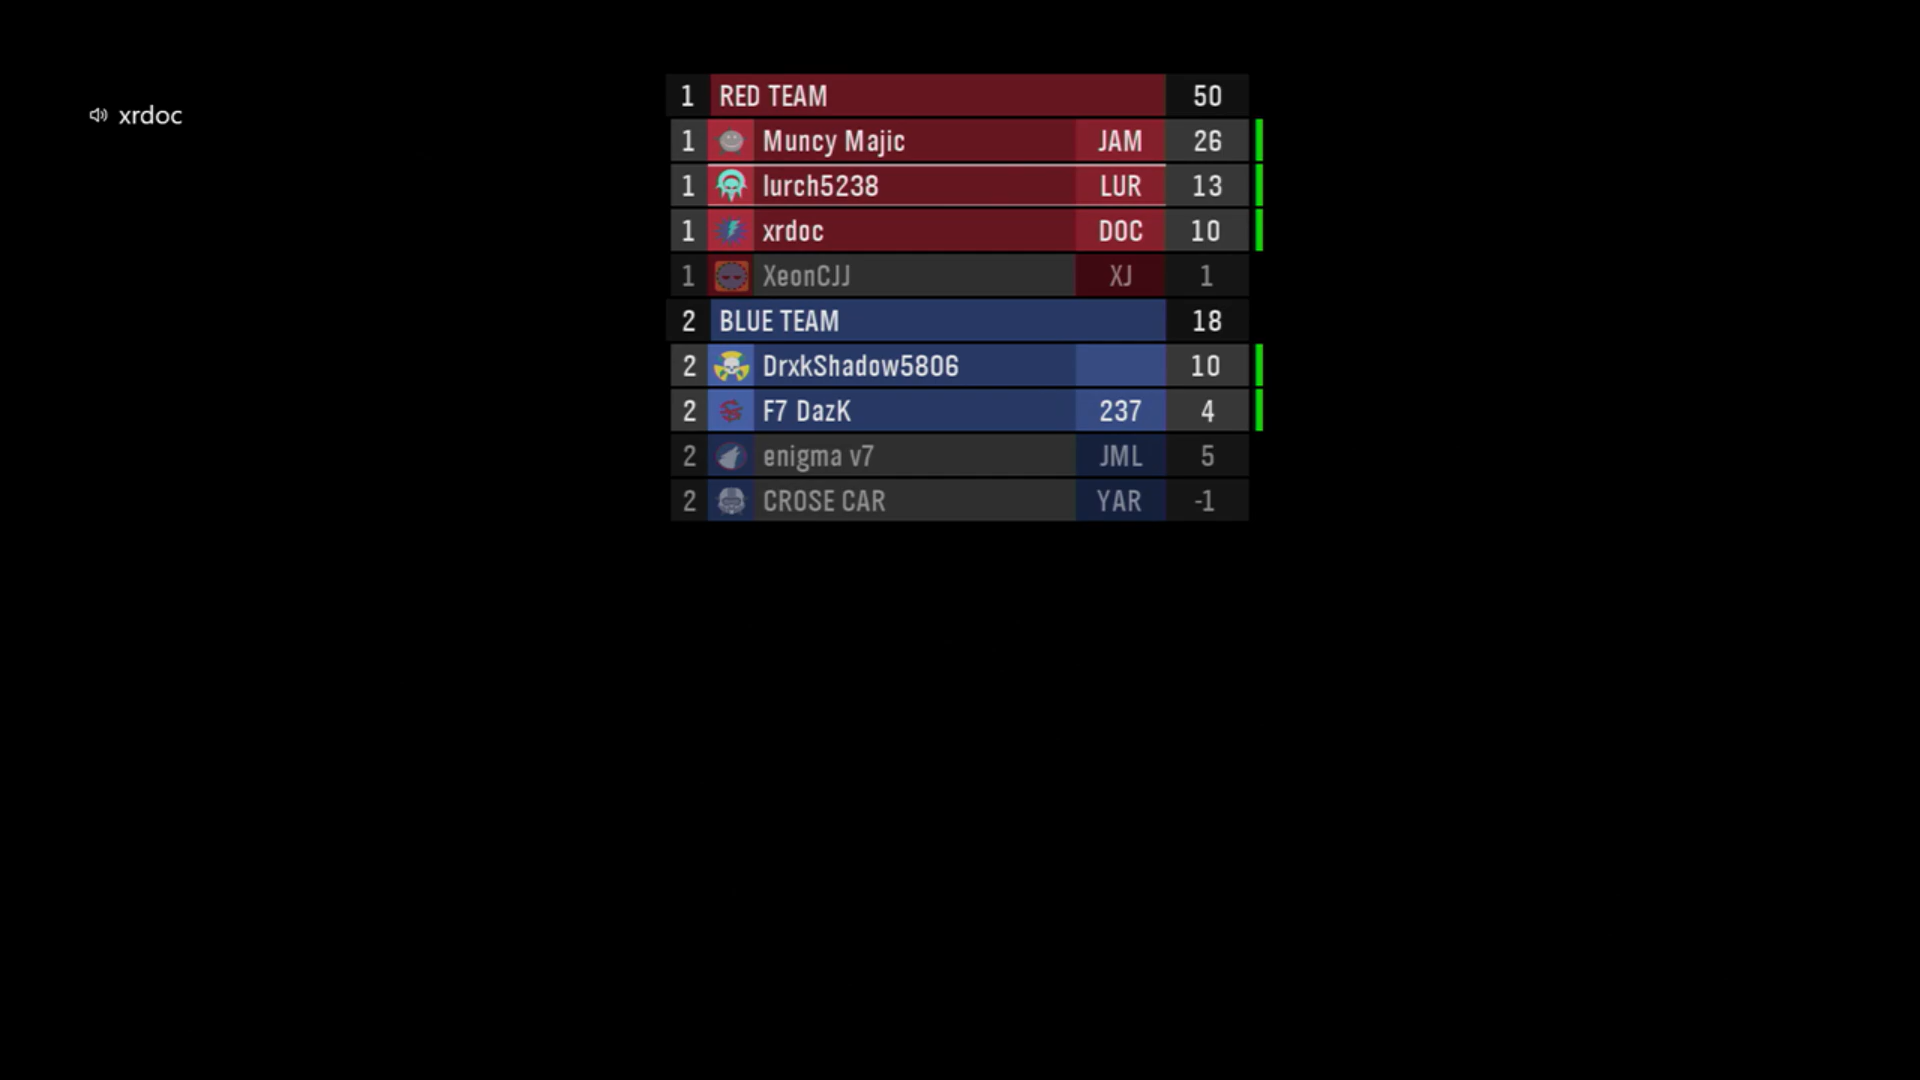 xrdoc
1 RED TEAM 50
1 Muncy Majic JAM 26
1 lurch5238 LUR 13
1 xrdoc DOC 10
1 XeonCJJ XJ 1
2 BLUE TEAM 18
2 DrxkShadow5806 10
2 F7 DazK 237 4
2 enigma v7 JML 5
2 CROSE CAR YAR -1